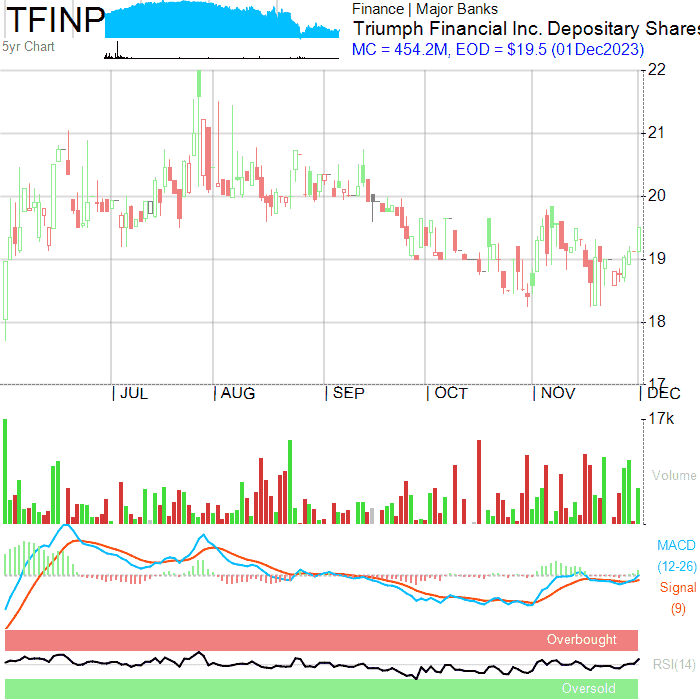 TFINP
5yr Chart
Finance | Major Banks
Triumph Financial Inc. Depositary Shares
MC = 454.2M, EOD = $19.5 (01Dec2023)
22
21
20
19
18
17
| JUL | AUG | SEP | OCT | NOV | DEC
17k
Volume
MACD
(12-26)
Signal
(9)
Overbought
RSI(14)
Oversold